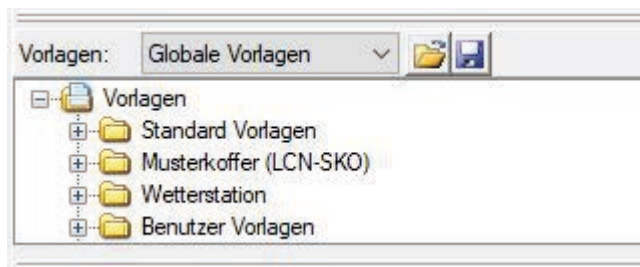 Vorlagen: Globale Vorlagen
Vorlagen
Standard Vorlagen
Musterkoffer (LCN-SKO)
Wetterstation
Benutzer Vorlagen